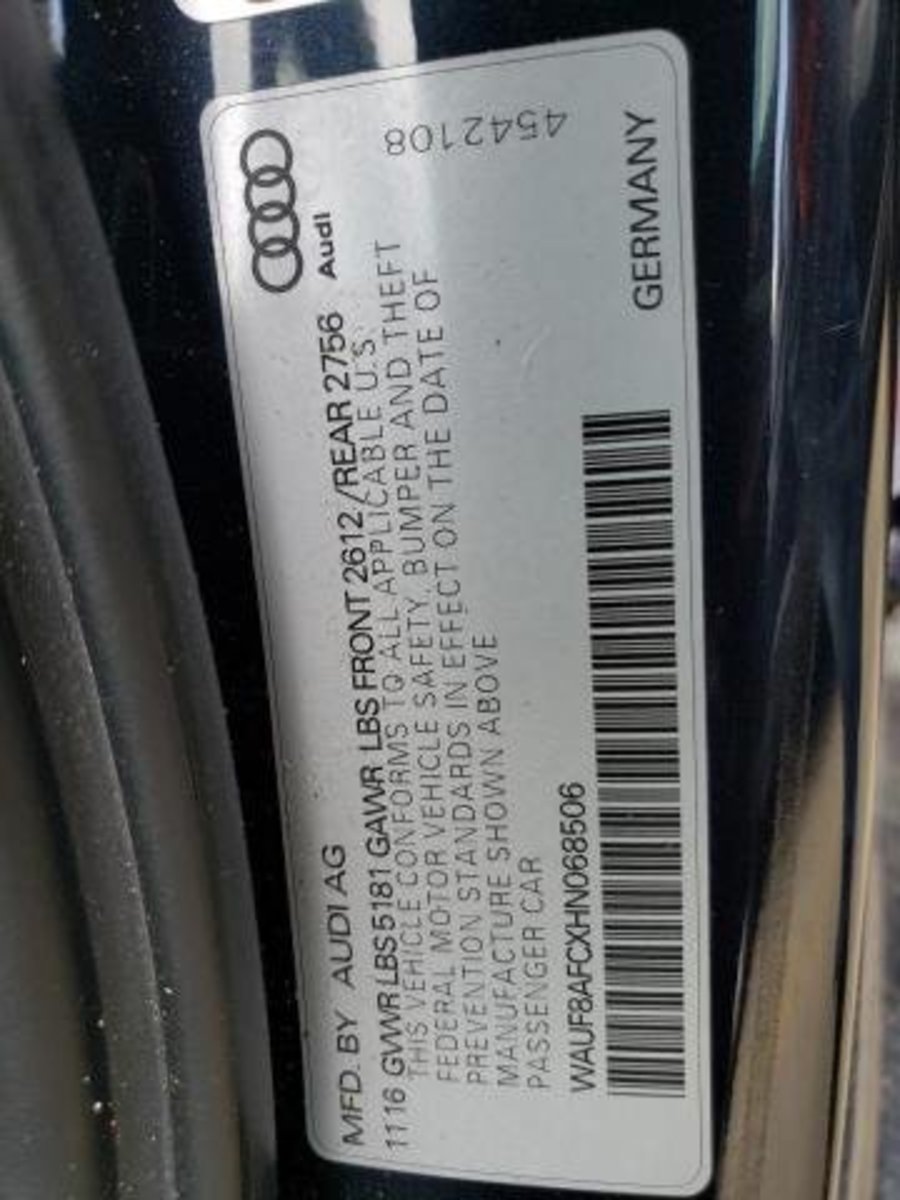 MFD. BY AUDI AG
11 16 GVWR LBS 5181 GAWR LBS FRONT 2612 /REAR 2756
THIS VEHICLE CONFORMS TO ALL APPLICABLE U.S.
FEDERAL MOTOR VEHICLE SAFETY, BUMPER AND THEFT
PREVENTION STANDARDS IN EFFECT ON THE DATE OF
MANUFACTURE SHOWN ABOVE
PASSENGER CAR
WAUF8AFCXHN068506
Audi
4542108
GERMANY